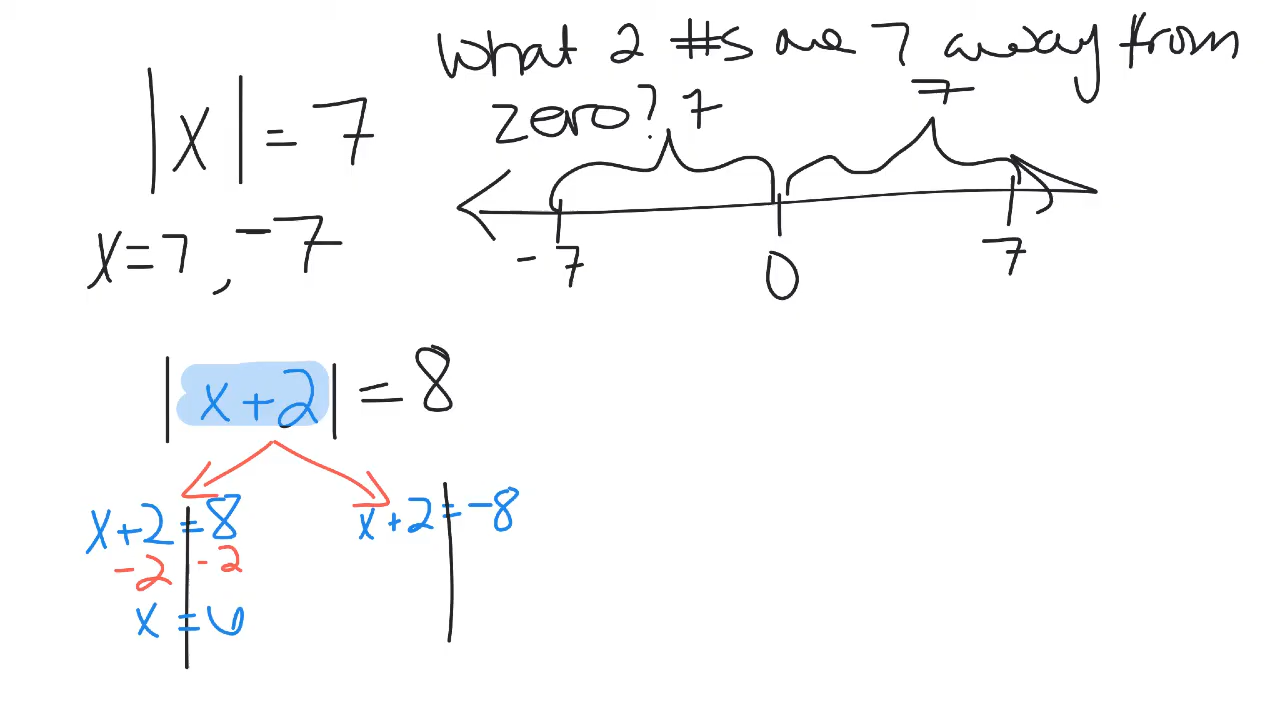 What 2 #s are 7 away from
zero?
|x| = 7
7 7
x=7, -7
-7 0 7
|x+2| = 8
x+2=8 x+2=-8
-2 -2
x=6